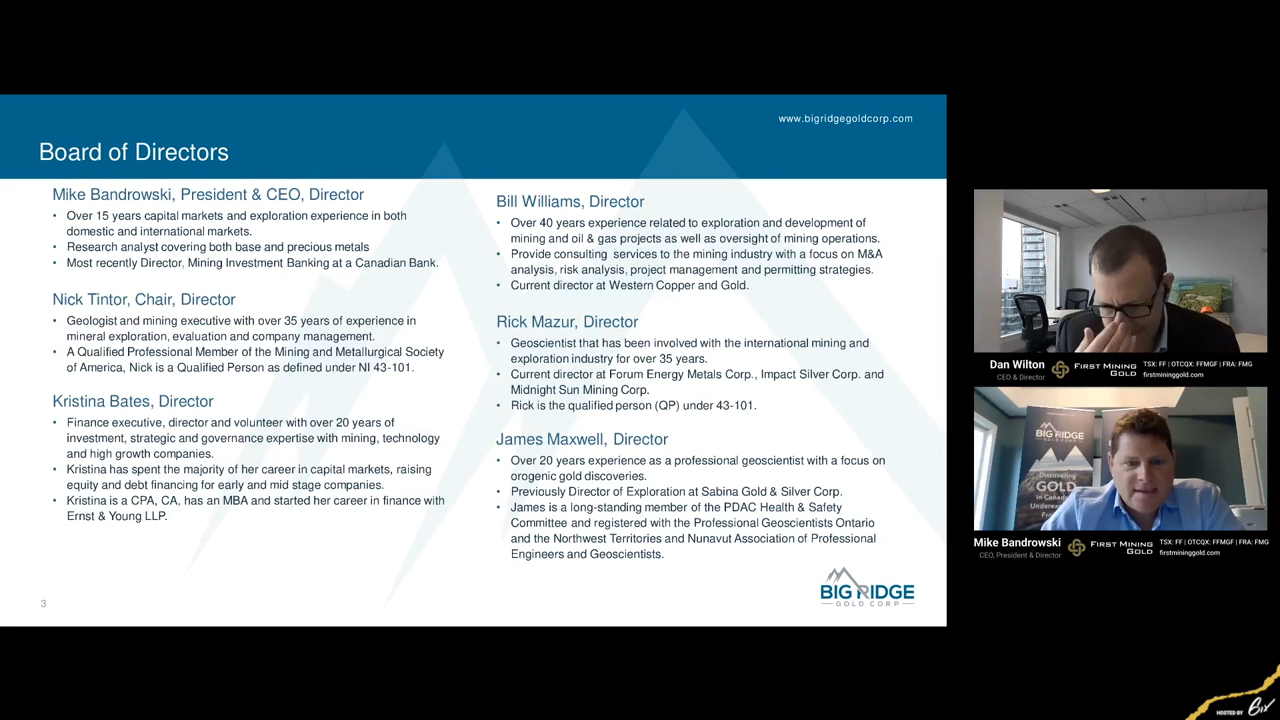 www.bigridgegoldcorp.com
Board of Directors
Mike Bandrowski, President & CEO, Director
• Over 15 years capital markets and exploration experience in both
domestic and international markets.
• Research analyst covering both base and precious metals
• Most recently Director, Mining Investment Banking at a Canadian Bank.
Nick Tintor, Chair, Director
• Geologist and mining executive with over 35 years of experience in
mineral exploration, evaluation and company management.
• A Qualified Professional Member of the Mining and Metallurgical Society
of America, Nick is a Qualified Person as defined under NI 43-101.
Kristina Bates, Director
• Finance executive, director and volunteer with over 20 years of
investment, strategic and governance expertise with mining, technology
and high growth companies.
• Kristina has spent the majority of her career in capital markets, raising
equity and debt financing for early and mid stage companies.
• Kristina is a CPA, CA, has an MBA and started her career in finance with
Ernst & Young LLP.
Bill Williams, Director
• Over 40 years experience related to exploration and development of
mining and oil & gas projects as well as oversight of mining operations.
• Provide consulting services to the mining industry with a focus on M&A
analysis, risk analysis, project management and permitting strategies.
• Current director at Western Copper and Gold.
Rick Mazur, Director
• Geoscientist that has been involved with the international mining and
exploration industry for over 35 years.
• Current director at Forum Energy Metals Corp., Impact Silver Corp. and
Midnight Sun Mining Corp.
• Rick is the qualified person (QP) under 43-101.
James Maxwell, Director
• Over 20 years experience as a professional geoscientist with a focus on
orogenic gold discoveries.
• Previously Director of Exploration at Sabina Gold & Silver Corp.
• James is a long-standing member of the PDAC Health & Safety
Committee and registered with the Professional Geoscientists Ontario
and the Northwest Territories and Nunavut Association of Professional
Engineers and Geoscientists.
3
BIG RIDGE
GOLD CORP
Dan Wilton
CEO & Director
FIRST MINING
GOLD
TSX: FF | OTCQX: FFMGF | FRA: FMG
firstmininggold.com
BIG RIDGE
GOLD CORP
Discovering
GOLD
in Canada
Mike Bandrowski
CEO, President & Director
FIRST MINING
GOLD
TSX: FF | OTCQX: FFMGF | FRA: FMG
firstmininggold.com
HOSTED BY
6ix